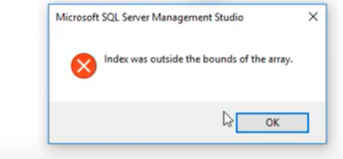 Microsoft SQL Server Management Studio
Index was outside the bounds of the array.
OK